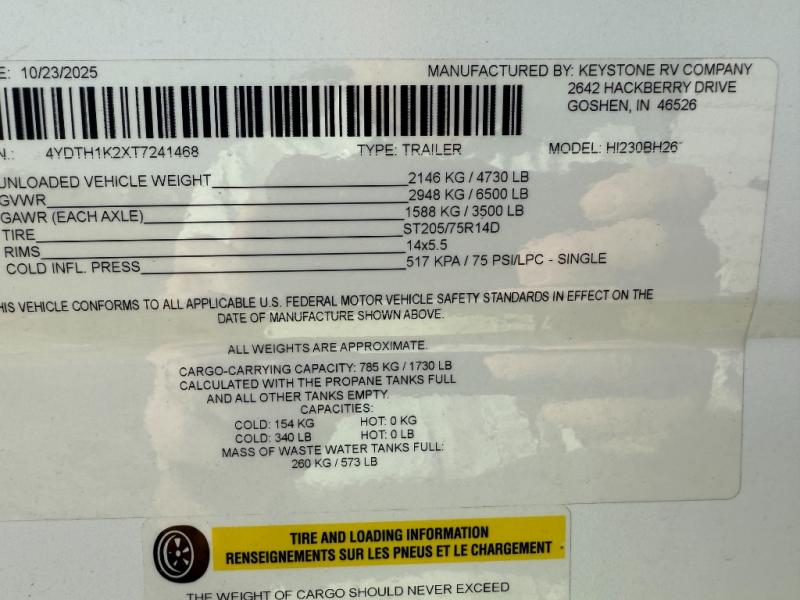 E: 10/23/2025 MANUFACTURED BY: KEYSTONE RV COMPANY
2642 HACKBERRY DRIVE
GOSHEN, IN 46526
N.: 4YDTH1K2XT7241468 TYPE: TRAILER MODEL: HI230BH26
UNLOADED VEHICLE WEIGHT 2146 KG / 4730 LB
GVWR 2948 KG / 6500 LB
GAWR (EACH AXLE) 1588 KG / 3500 LB
TIRE ST205/75R14D
RIMS 14x5.5
COLD INFL. PRESS 517 KPA / 75 PSI/LPC - SINGLE
HIS VEHICLE CONFORMS TO ALL APPLICABLE U.S. FEDERAL MOTOR VEHICLE SAFETY STANDARDS IN EFFECT ON THE
DATE OF MANUFACTURE SHOWN ABOVE.
ALL WEIGHTS ARE APPROXIMATE.
CARGO-CARRYING CAPACITY: 785 KG / 1730 LB
CALCULATED WITH THE PROPANE TANKS FULL
AND ALL OTHER TANKS EMPTY.
CAPACITIES:
COLD: 154 KG HOT: 0 KG
COLD: 340 LB HOT: 0 LB
MASS OF WASTE WATER TANKS FULL:
260 KG / 573 LB
TIRE AND LOADING INFORMATION
RENSEIGNEMENTS SUR LES PNEUS ET LE CHARGEMENT
THE WEIGHT OF CARGO SHOULD NEVER EXCEED